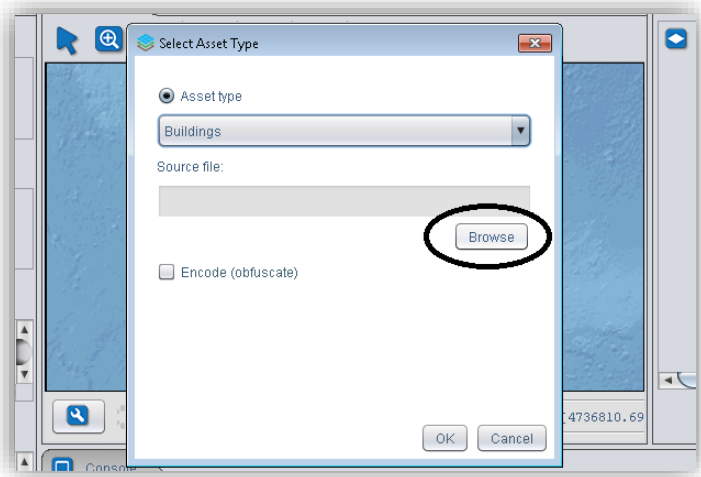 Select Asset Type
Asset type
Buildings
Source file:
Browse
Encode (obfuscate)
4736810.69
OK Cancel
Console